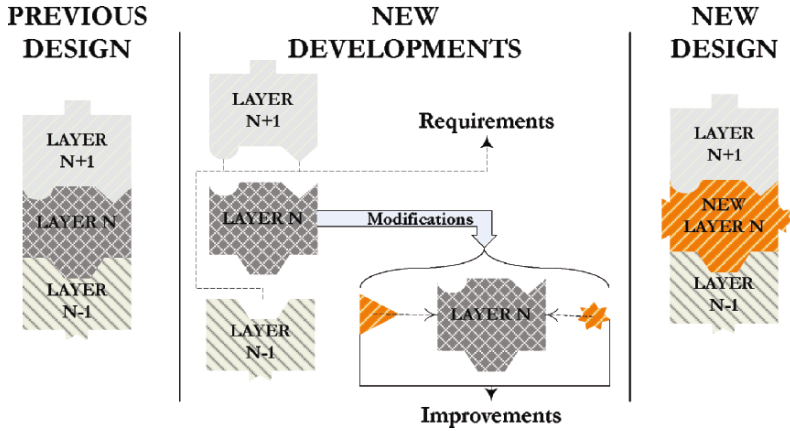 PREVIOUS
DESIGN
LAYER
N+1
LAYER N
LAYER
N-1
NEW
DEVELOPMENTS
LAYER
N+1
Requirements
LAYER N
Modifications
LAYER
N-1
LAYER N
Improvements
NEW
DESIGN
LAYER
N+1
NEW
LAYER N
LAYER
N-1